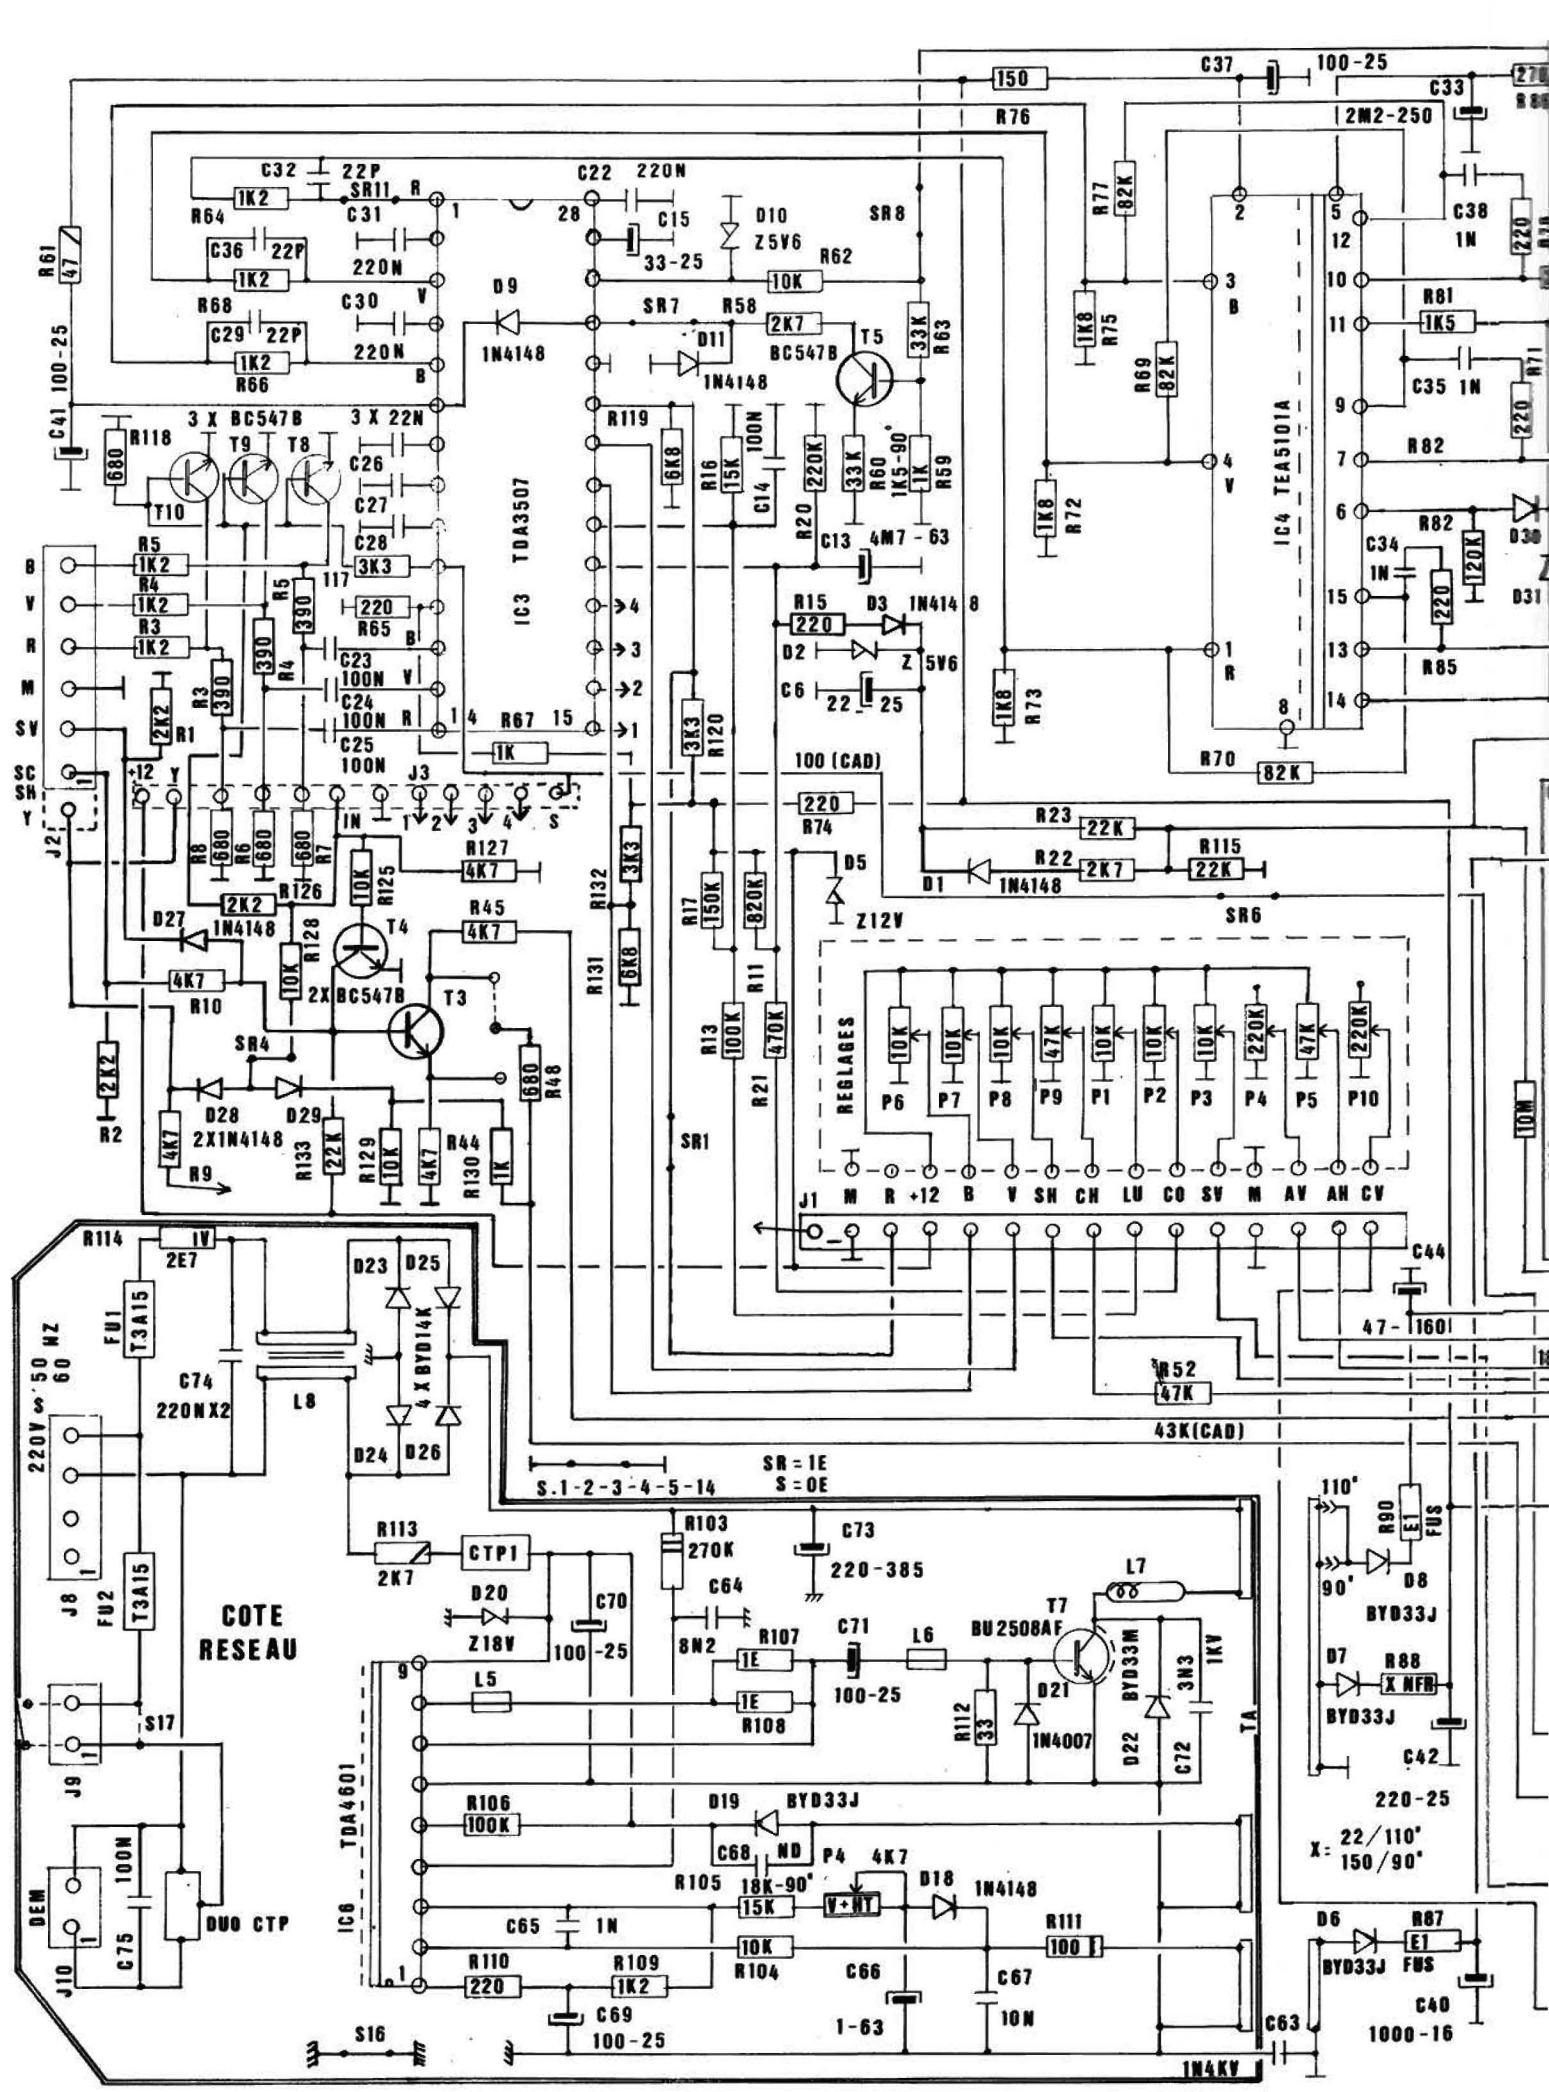 C37
100-25
C33
270
150
R76
2M2-250
C32
22P
SR11
R
C22
220N
1K2
1
28
R64
C31
C15
D10
SR8
R77
82K
2
5
C38
C36
22P
Z5V6
12
1N
220
R61
47
220N
33-25
R62
1K2
V
D9
10K
3
10
R81
R68
C30
SR7
R58
B
11
1K5
C29
22P
1N4148
D11
2K7
T5
33K
R63
1K8
R75
220N
BC547B
R69
82K
R71
C41 100-25
1K2
R66
B
1N4148
C35 1N
220
3 X BC547B
3 X 22N
R119
9
R118
T9
T8
680
C26
6K8
R16
15K
100N
C14
220K
R20
33K
R60
1K5-90°
1K
R59
4
V
7
R82
T10
C27
1K8
R72
IC4 TEA5101A
6
R82
C28
TDA3507
IC3
C13
4M7-63
C34
1N
120K
D30
R5
B
1K2
117
3K3
D31
R4
V
1K2
R5
390
220
R65
4
R15
220
D3
1N4148
15
220
R3
R
1K2
B
3
D2
Z 5V6
1
R
13
R85
M
390
R4
C23
100N
V
2
C6
22 25
14
R3
390
C24
100N
R
SV
2K2
R1
14
R67
15
1
3K3
R120
1K8
R73
8
C25
100N
1K
SC
1
+12
Y
J3
100 (CAD)
R70
82K
SH
Y
J2
IN
1
2
3
4
S
220
R74
R8
680
R6
680
680
R7
R127
4K7
R132
3K3
R23
22K
10K
R125
D5
R22
2K7
R115
22K
R126
2K2
R45
R17
150K
820K
D1
1N4148
SR6
D27
1N4148
R128
T4
4K7
Z12V
4K7
R10
10K
2XBC547B
T3
R131
6K8
R11
SR4
R13
100K
470K
R21
REGLAGES
10K
10K
10K
47K
10K
10K
10K
220K
47K
220K
2K2
R2
680
R48
P6
P7
P8
P9
P1
P2
P3
P4
P5
P10
10M
D28
D29
4K7
2X1N4148
R133
22K
R129
10K
4K7
R44
R130
1K
SR1
R9
M
R
+12
B
V
SH
CH
LU
CO
SV
M
AV
AH
CV
J1
R114
1V
2E7
D23
D25
C44
FU1
T.3A15
47-160
220V S' 50 HZ
60
4 X BYD14K
C74
220NX2
L8
R52
47K
D24
D26
43K(CAD)
SR = 1E
S = 0E
S.1-2-3-4-5-14
110°
R113
2K7
CTP1
R103
270K
C73
220-385
R90
E1
FUS
J8
1
FU2
T3A15
90°
D8
BYD33J
D20
Z18V
C70
100-25
C64
8N2
L7
T7
BU2508AF
COTE
RESEAU
R107
1E
C71
L6
BYD33M
3N3
1KV
D7
R88
X NFR
9
L5
1E
R108
100-25
R112
33
D21
1N4007
D22
C72
TA
BYD33J
S17
J9
1
C42
220-25
TDA4601
R106
100K
D19
BYD33J
X= 22/110°
150/90°
100N
C68
ND
P4
4K7
R105
18K-90°
15K
V+HT
D18
1N4148
DEM
J10
1
C75
DUO CTP
IC6
C65
1N
R111
100
D6
R87
E1
10K
R104
BYD33J
FUS
1
R110
220
R109
1K2
C66
C67
10N
C40
1000-16
C69
100-25
1-63
S16
C63
1N4KV